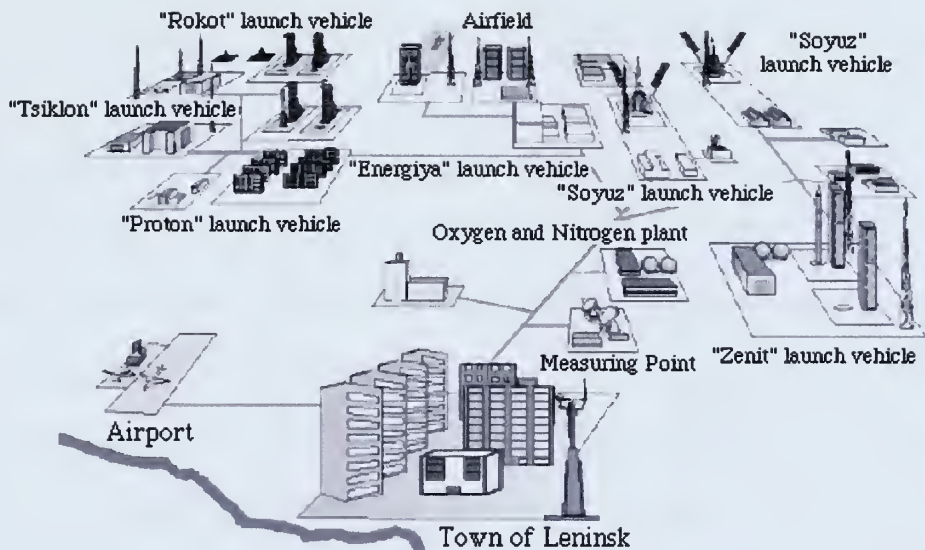 "Rokot" launch vehicle
Airfield
"Soyuz"
launch vehicle
"Tsiklon" launch vehicle
"Energiya" launch vehicle
"Soyuz" launch vehicle
"Proton" launch vehicle
Oxygen and Nitrogen plant
"Zenit" launch vehicle
Measuring Point
Airport
Town of Leninsk